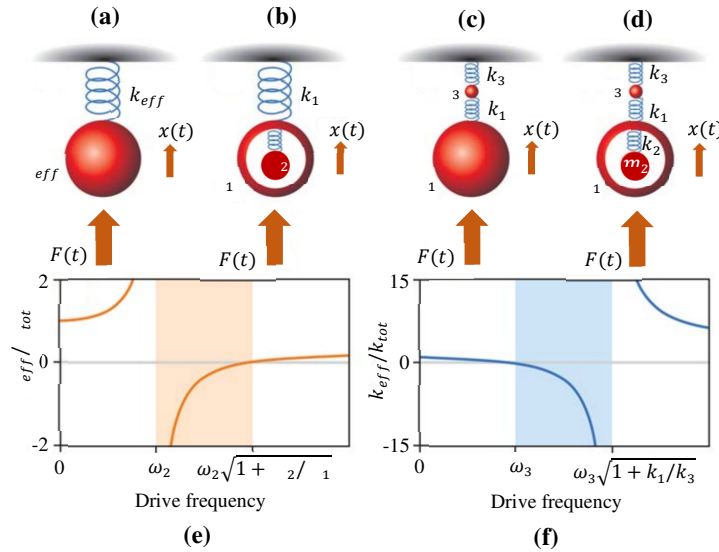 (a) (b) (c) (d)
k_eff k_1 k_3 k_3
3 3
k_1 k_1
x(t) x(t) x(t) x(t)
k_2
eff 2 m_2
1 1 1
F(t) F(t) F(t) F(t)
2 15
eff/ tot k_eff/k_tot
0 0
-2 -15
0 ω_2 ω_2√1 + 2/ 1 0 ω_3 ω_3√1 + k_1/k_3
Drive frequency Drive frequency
(e) (f)